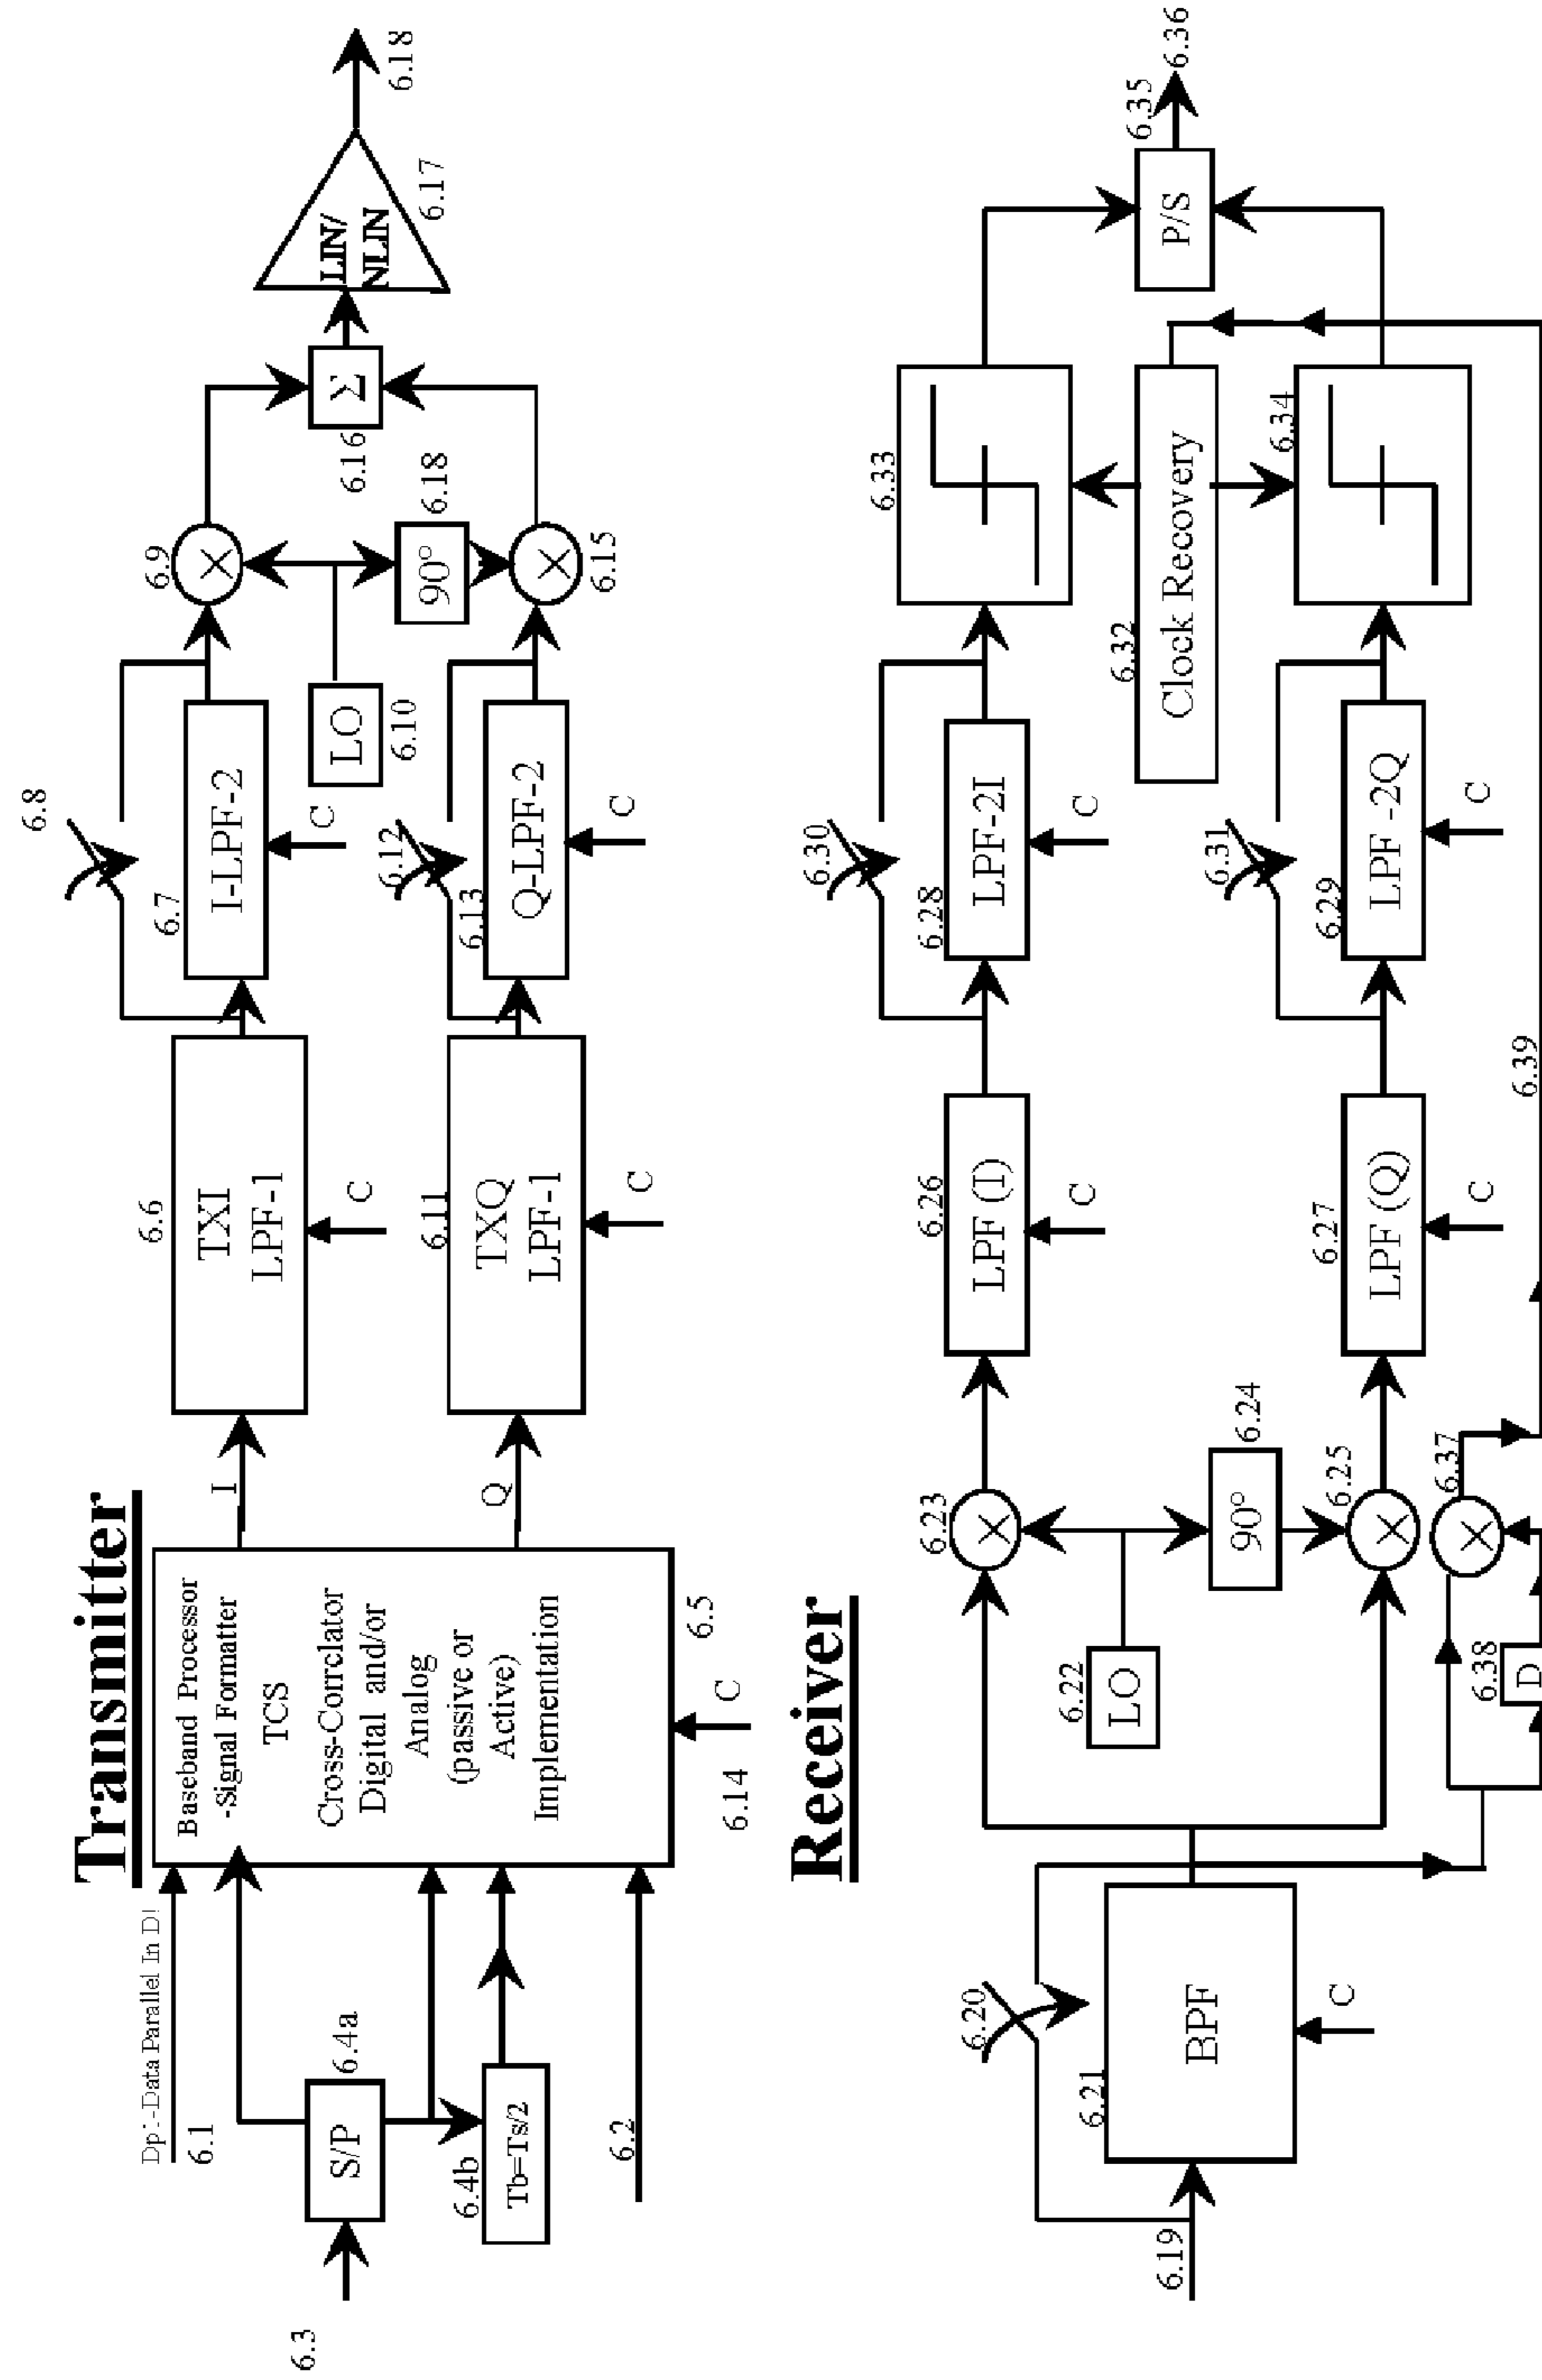 Transmitter
Dp:-Data Parallel In D!
6.1
6.3
S/P
6.4a
6.4b
Tb=Ts/2
6.2
Baseband Processor
-Signal Formatter
TCS
Cross-Correlator
Digital and/or
Analog
(passive or
Active)
Implementation
6.5
C
6.14
I
Q
6.6
TXI
LPF-1
C
6.11
TXQ
LPF-1
C
6.8
6.7
I-LPF-2
C
6.12
6.13
Q-LPF-2
C
6.9
LO
6.10
90°
6.18
6.15
Σ
6.16
LIN/
NLIN
6.17
6.18
Receiver
6.19
6.20
6.21
BPF
C
6.22
LO
6.23
90°
6.24
6.25
6.37
6.38
D
6.26
LPF (I)
C
6.27
LPF (Q)
C
6.39
6.30
6.28
LPF-2I
C
6.31
6.29
LPF -2Q
C
6.32
Clock Recovery
6.33
6.34
P/S
6.35
6.36